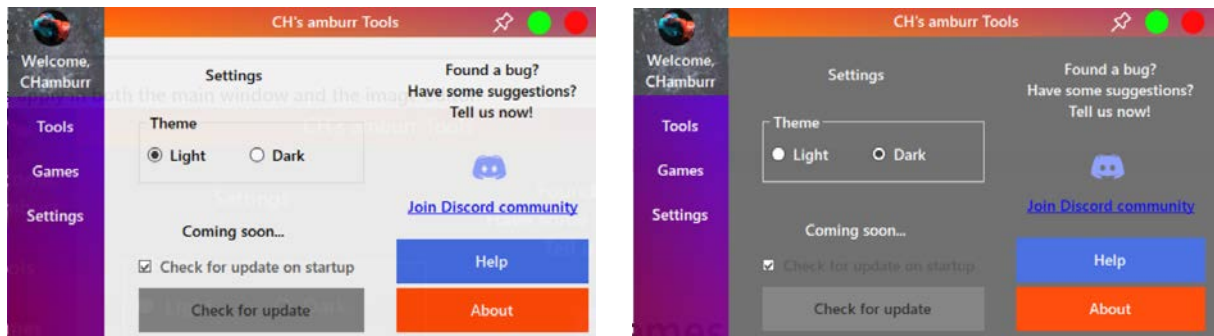 CH's amburr Tools
Welcome,
CHamburr
Tools
Games
Settings
Settings
Theme
Light
Dark
Coming soon...
Check for update on startup
Check for update
Found a bug?
Have some suggestions?
Tell us now!
Join Discord community
Help
About
CH's amburr Tools
Welcome,
CHamburr
Tools
Games
Settings
Settings
Theme
Light
Dark
Coming soon...
Check for update on startup
Check for update
Found a bug?
Have some suggestions?
Tell us now!
Join Discord community
Help
About